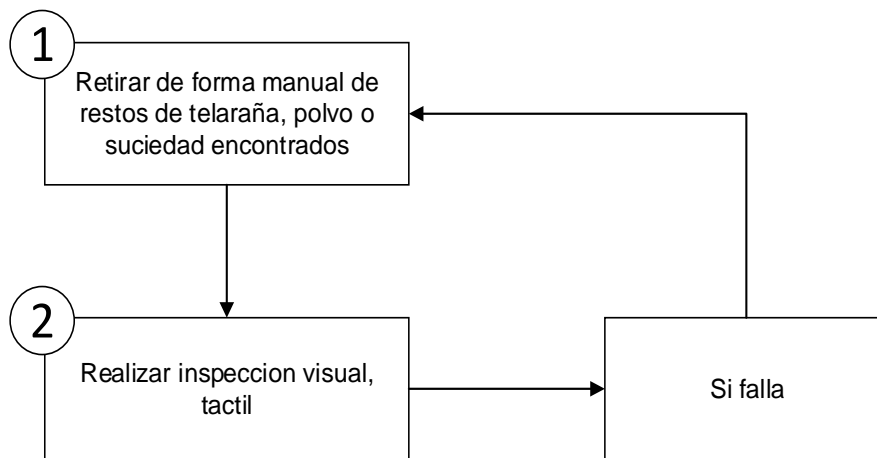 1
Retirar de forma manual de
restos de telaraña, polvo o
suciedad encontrados
2
Realizar inspeccion visual,
tactil
Si falla